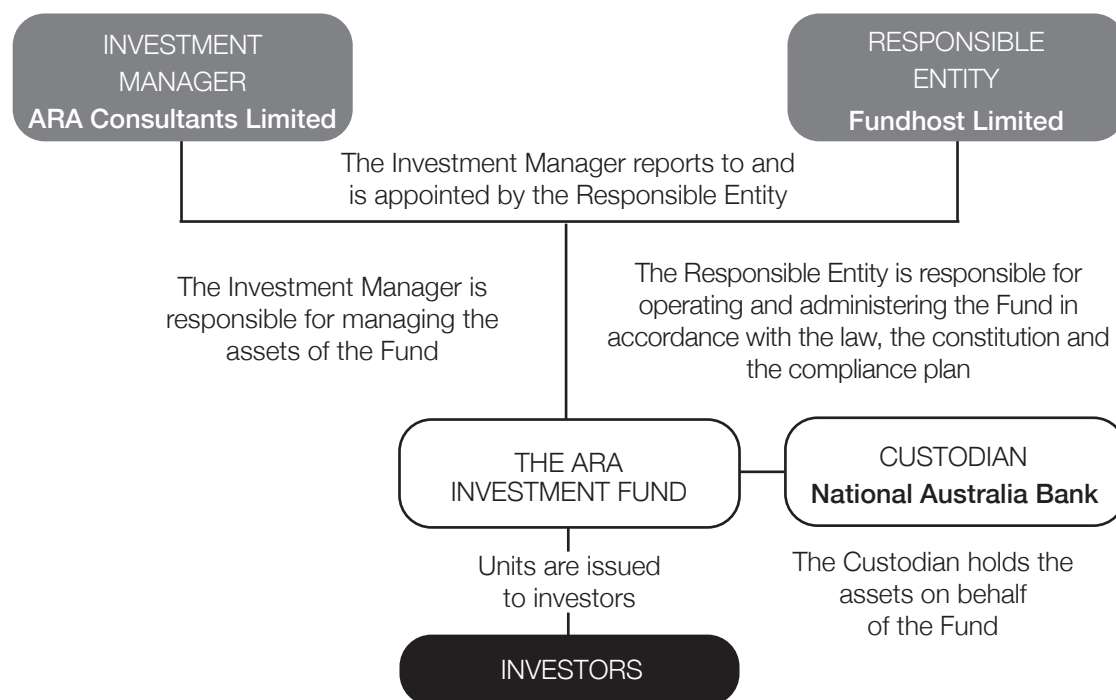 INVESTMENT
MANAGER
ARA Consultants Limited
RESPONSIBLE
ENTITY
Fundhost Limited
The Investment Manager reports to and
is appointed by the Responsible Entity
The Investment Manager is
responsible for managing the
assets of the Fund
The Responsible Entity is responsible for
operating and administering the Fund in
accordance with the law, the constitution and
the compliance plan
THE ARA
INVESTMENT FUND
CUSTODIAN
National Australia Bank
Units are issued
to investors
The Custodian holds the
assets on behalf
of the Fund
INVESTORS